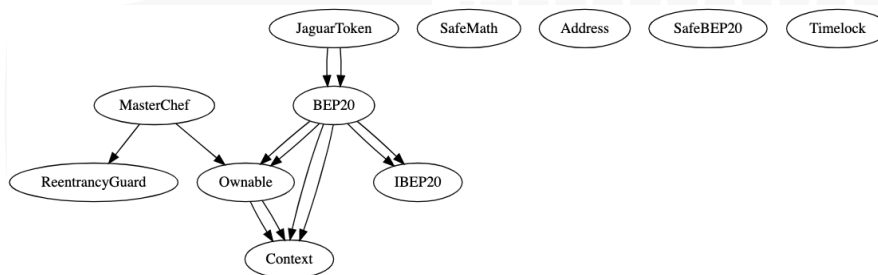 JaguarToken SafeMath Address SafeBEP20 Timelock
MasterChef BEP20
ReentrancyGuard Ownable IBEP20
Context